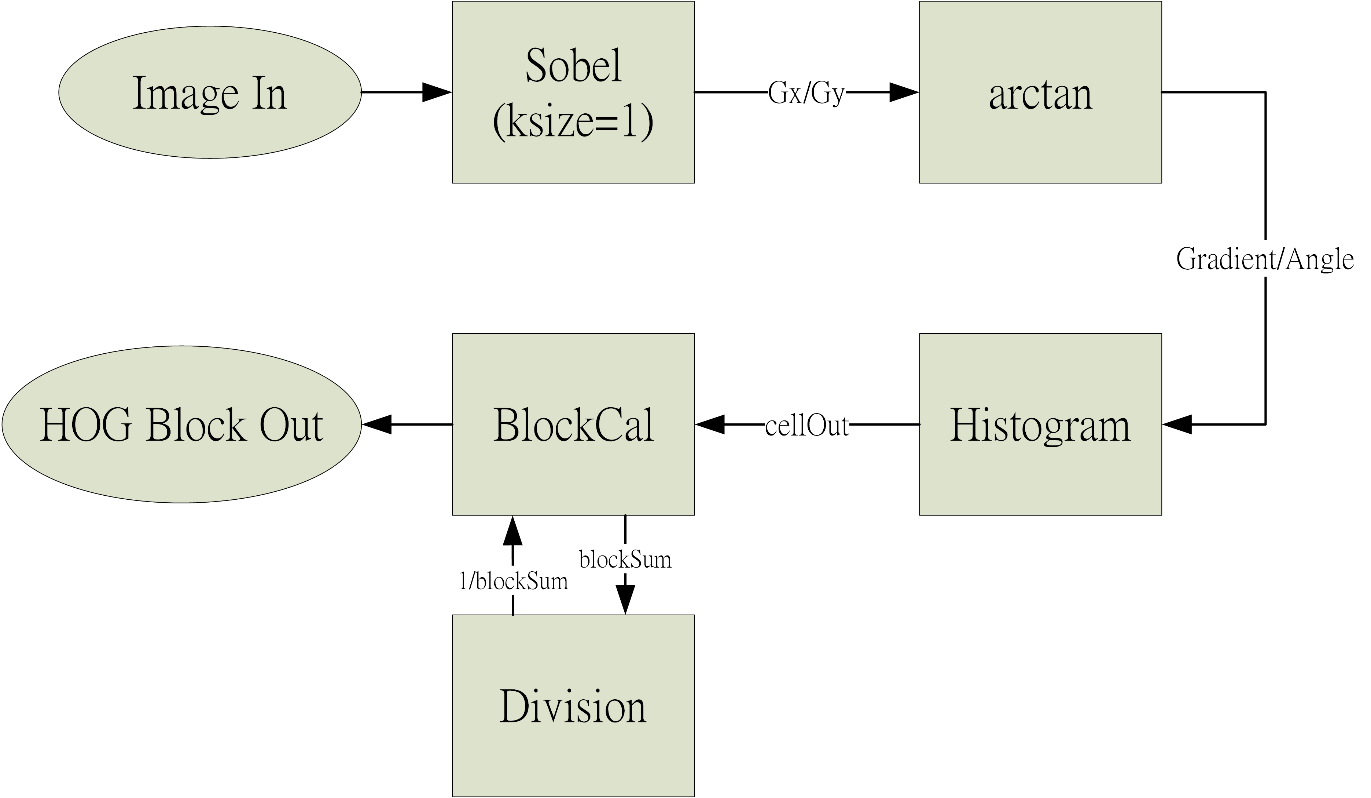 Image In
Sobel
(ksize=1)
Gx/Gy
arctan
Gradient/Angle
HOG Block Out
BlockCal
cellOut
Histogram
1/blockSum
blockSum
Division